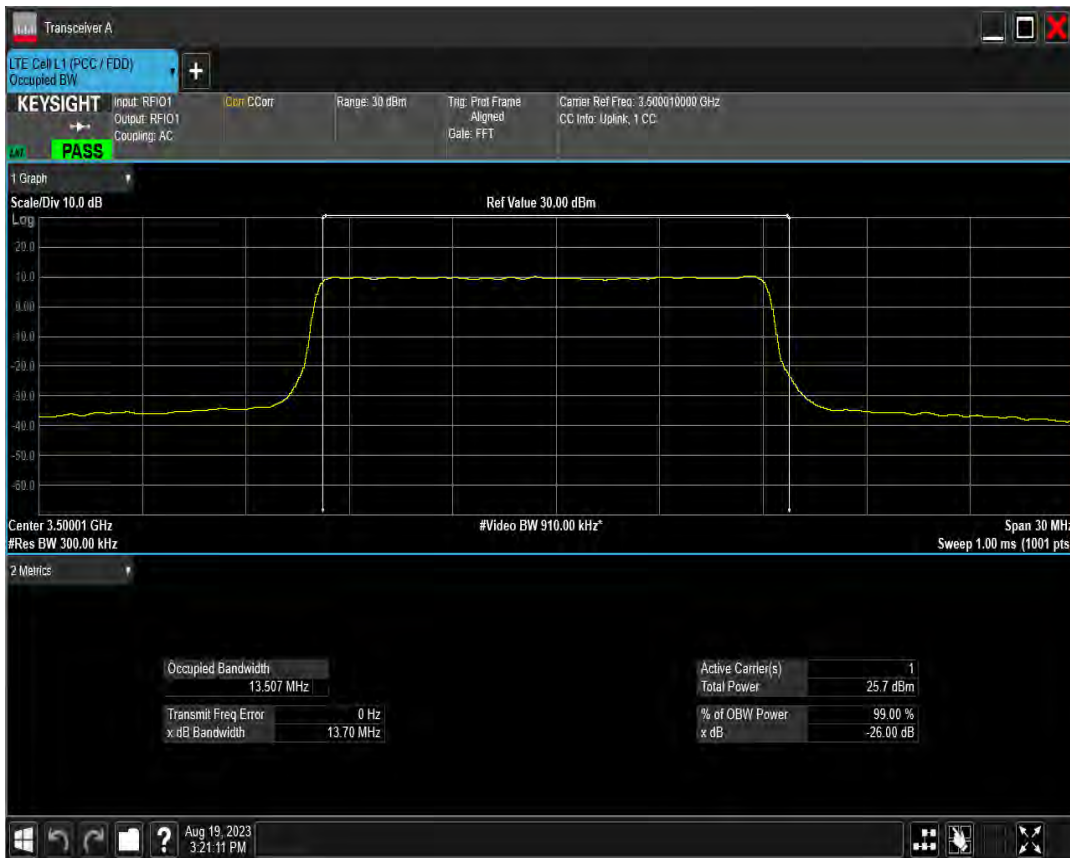 Transceiver A
LTE Cell L1 (PCC / FDD)
Occupied BW
+
KEYSIGHT
PASS
Input: RFIO1
Output: RFIO1
Coupling: AC
Corr CCorr
Range: 30 dBm
Trig: Prot Frame
Aligned
Gate: FFT
Carrier Ref Freq: 3.500010000 GHz
CC Info: Uplink, 1 CC
1 Graph
Scale/Div 10.0 dB
Ref Value 30.00 dBm
Log
20.0
10.0
0.00
-10.0
-20.0
-30.0
-40.0
-50.0
-60.0
Center 3.50001 GHz
#Video BW 910.00 kHz*
Span 30 MHz
#Res BW 300.00 kHz
Sweep 1.00 ms (1001 pts
2 Metrics
Occupied Bandwidth
13.507 MHz
Transmit Freq Error 0 Hz
x dB Bandwidth 13.70 MHz
Active Carrier(s) 1
Total Power 25.7 dBm
% of OBW Power 99.00 %
x dB -26.00 dB
?
Aug 19, 2023
3:21:11 PM